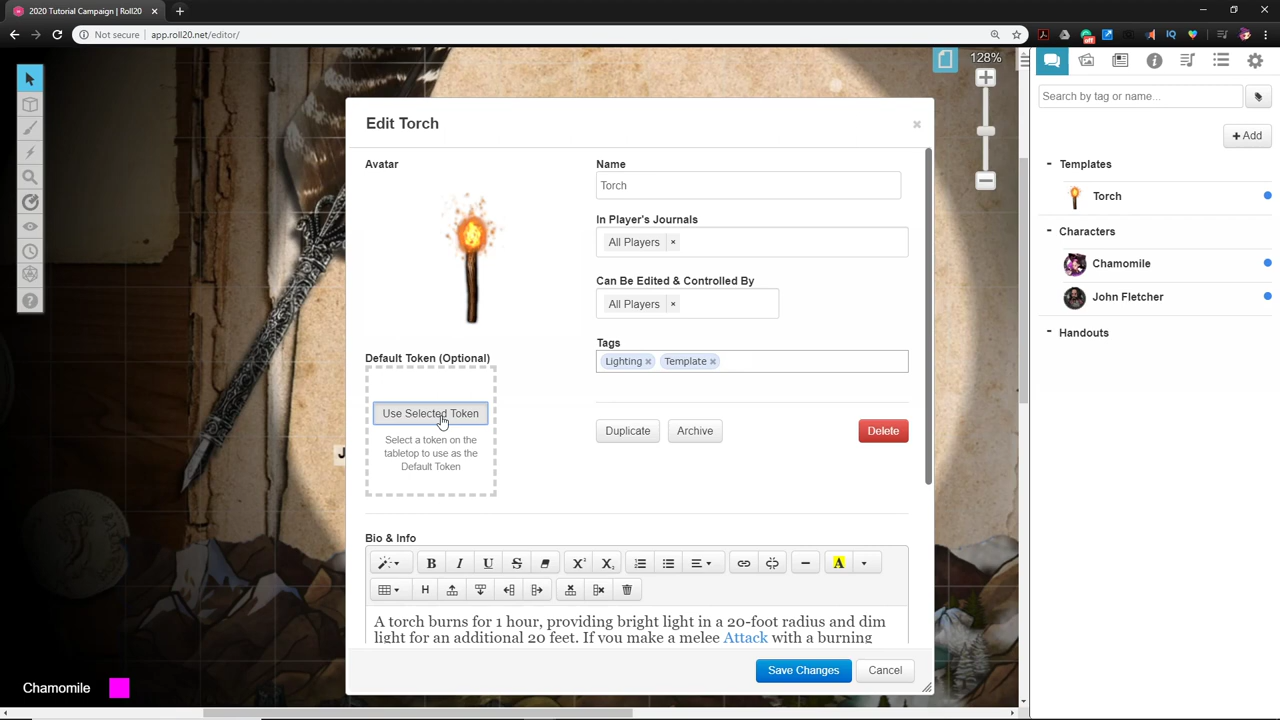 2020 Tutorial Campaign | Roll20
Not secure | app.roll20.net/editor/
128%
Edit Torch
Avatar
Name
Torch
In Player's Journals
All Players ×
Can Be Edited & Controlled By
All Players ×
Default Token (Optional)
Use Selected Token
Select a token on the
tabletop to use as the
Default Token
Tags
Lighting × Template ×
Duplicate Archive Delete
Bio & Info
B I U S X² X₂ A
H
A torch burns for 1 hour, providing bright light in a 20-foot radius and dim
light for an additional 20 feet. If you make a melee Attack with a burning
Save Changes Cancel
Chamomile
J
Search by tag or name...
+ Add
- Templates
Torch
- Characters
Chamomile
John Fletcher
- Handouts